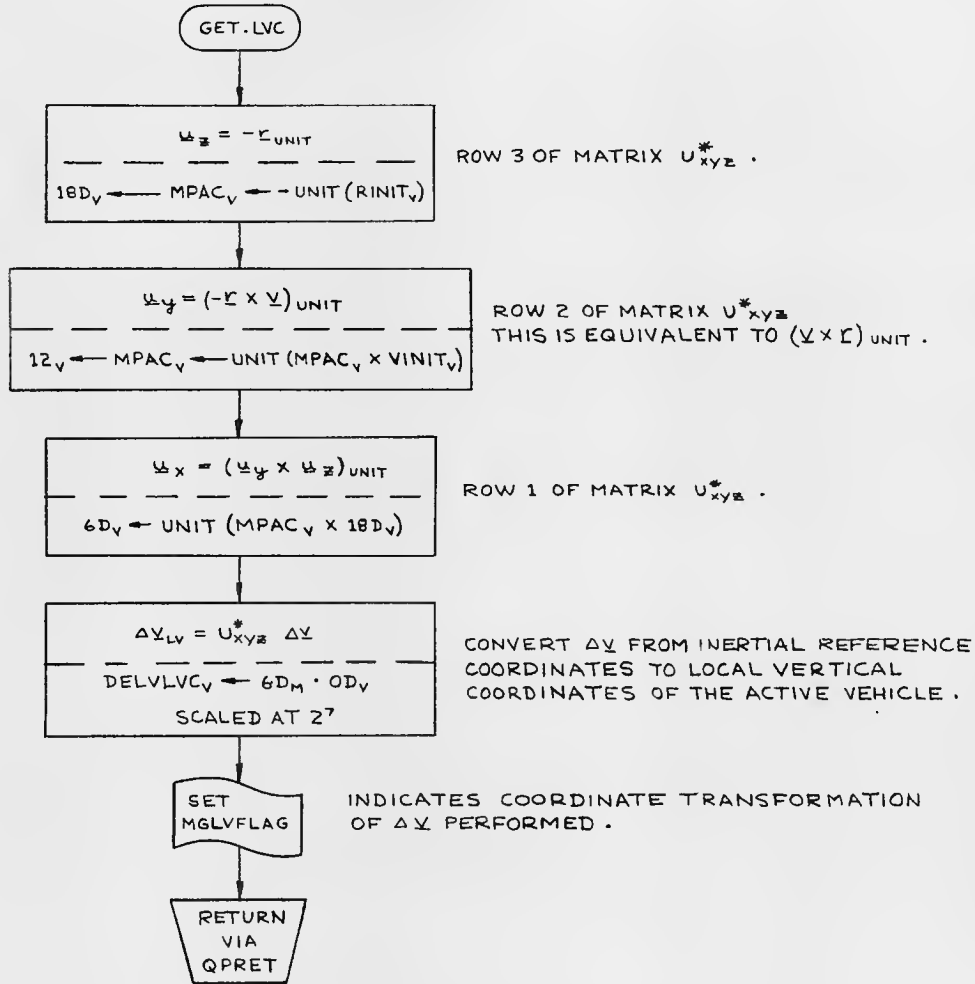 GET.LVC
u_z = -r_UNIT
18D_V ← MPAC_V ← - UNIT (RINIT_V)
ROW 3 OF MATRIX U*_XYZ .
u_y = (-r × v)_UNIT
12_V ← MPAC_V ← UNIT (MPAC_V × VINIT_V)
ROW 2 OF MATRIX U*_XYZ
THIS IS EQUIVALENT TO (v × r)_UNIT .
u_x = (u_y × u_z)_UNIT
6D_V ← UNIT (MPAC_V × 18D_V)
ROW 1 OF MATRIX U*_XYZ .
ΔV_LV = U*_XYZ ΔV
DELVLVC_V ← 6D_M · 0D_V
SCALED AT 2⁷
CONVERT ΔV FROM INERTIAL REFERENCE
COORDINATES TO LOCAL VERTICAL
COORDINATES OF THE ACTIVE VEHICLE .
SET
MGLVFLAG
INDICATES COORDINATE TRANSFORMATION
OF ΔV PERFORMED .
RETURN
VIA
QPRET